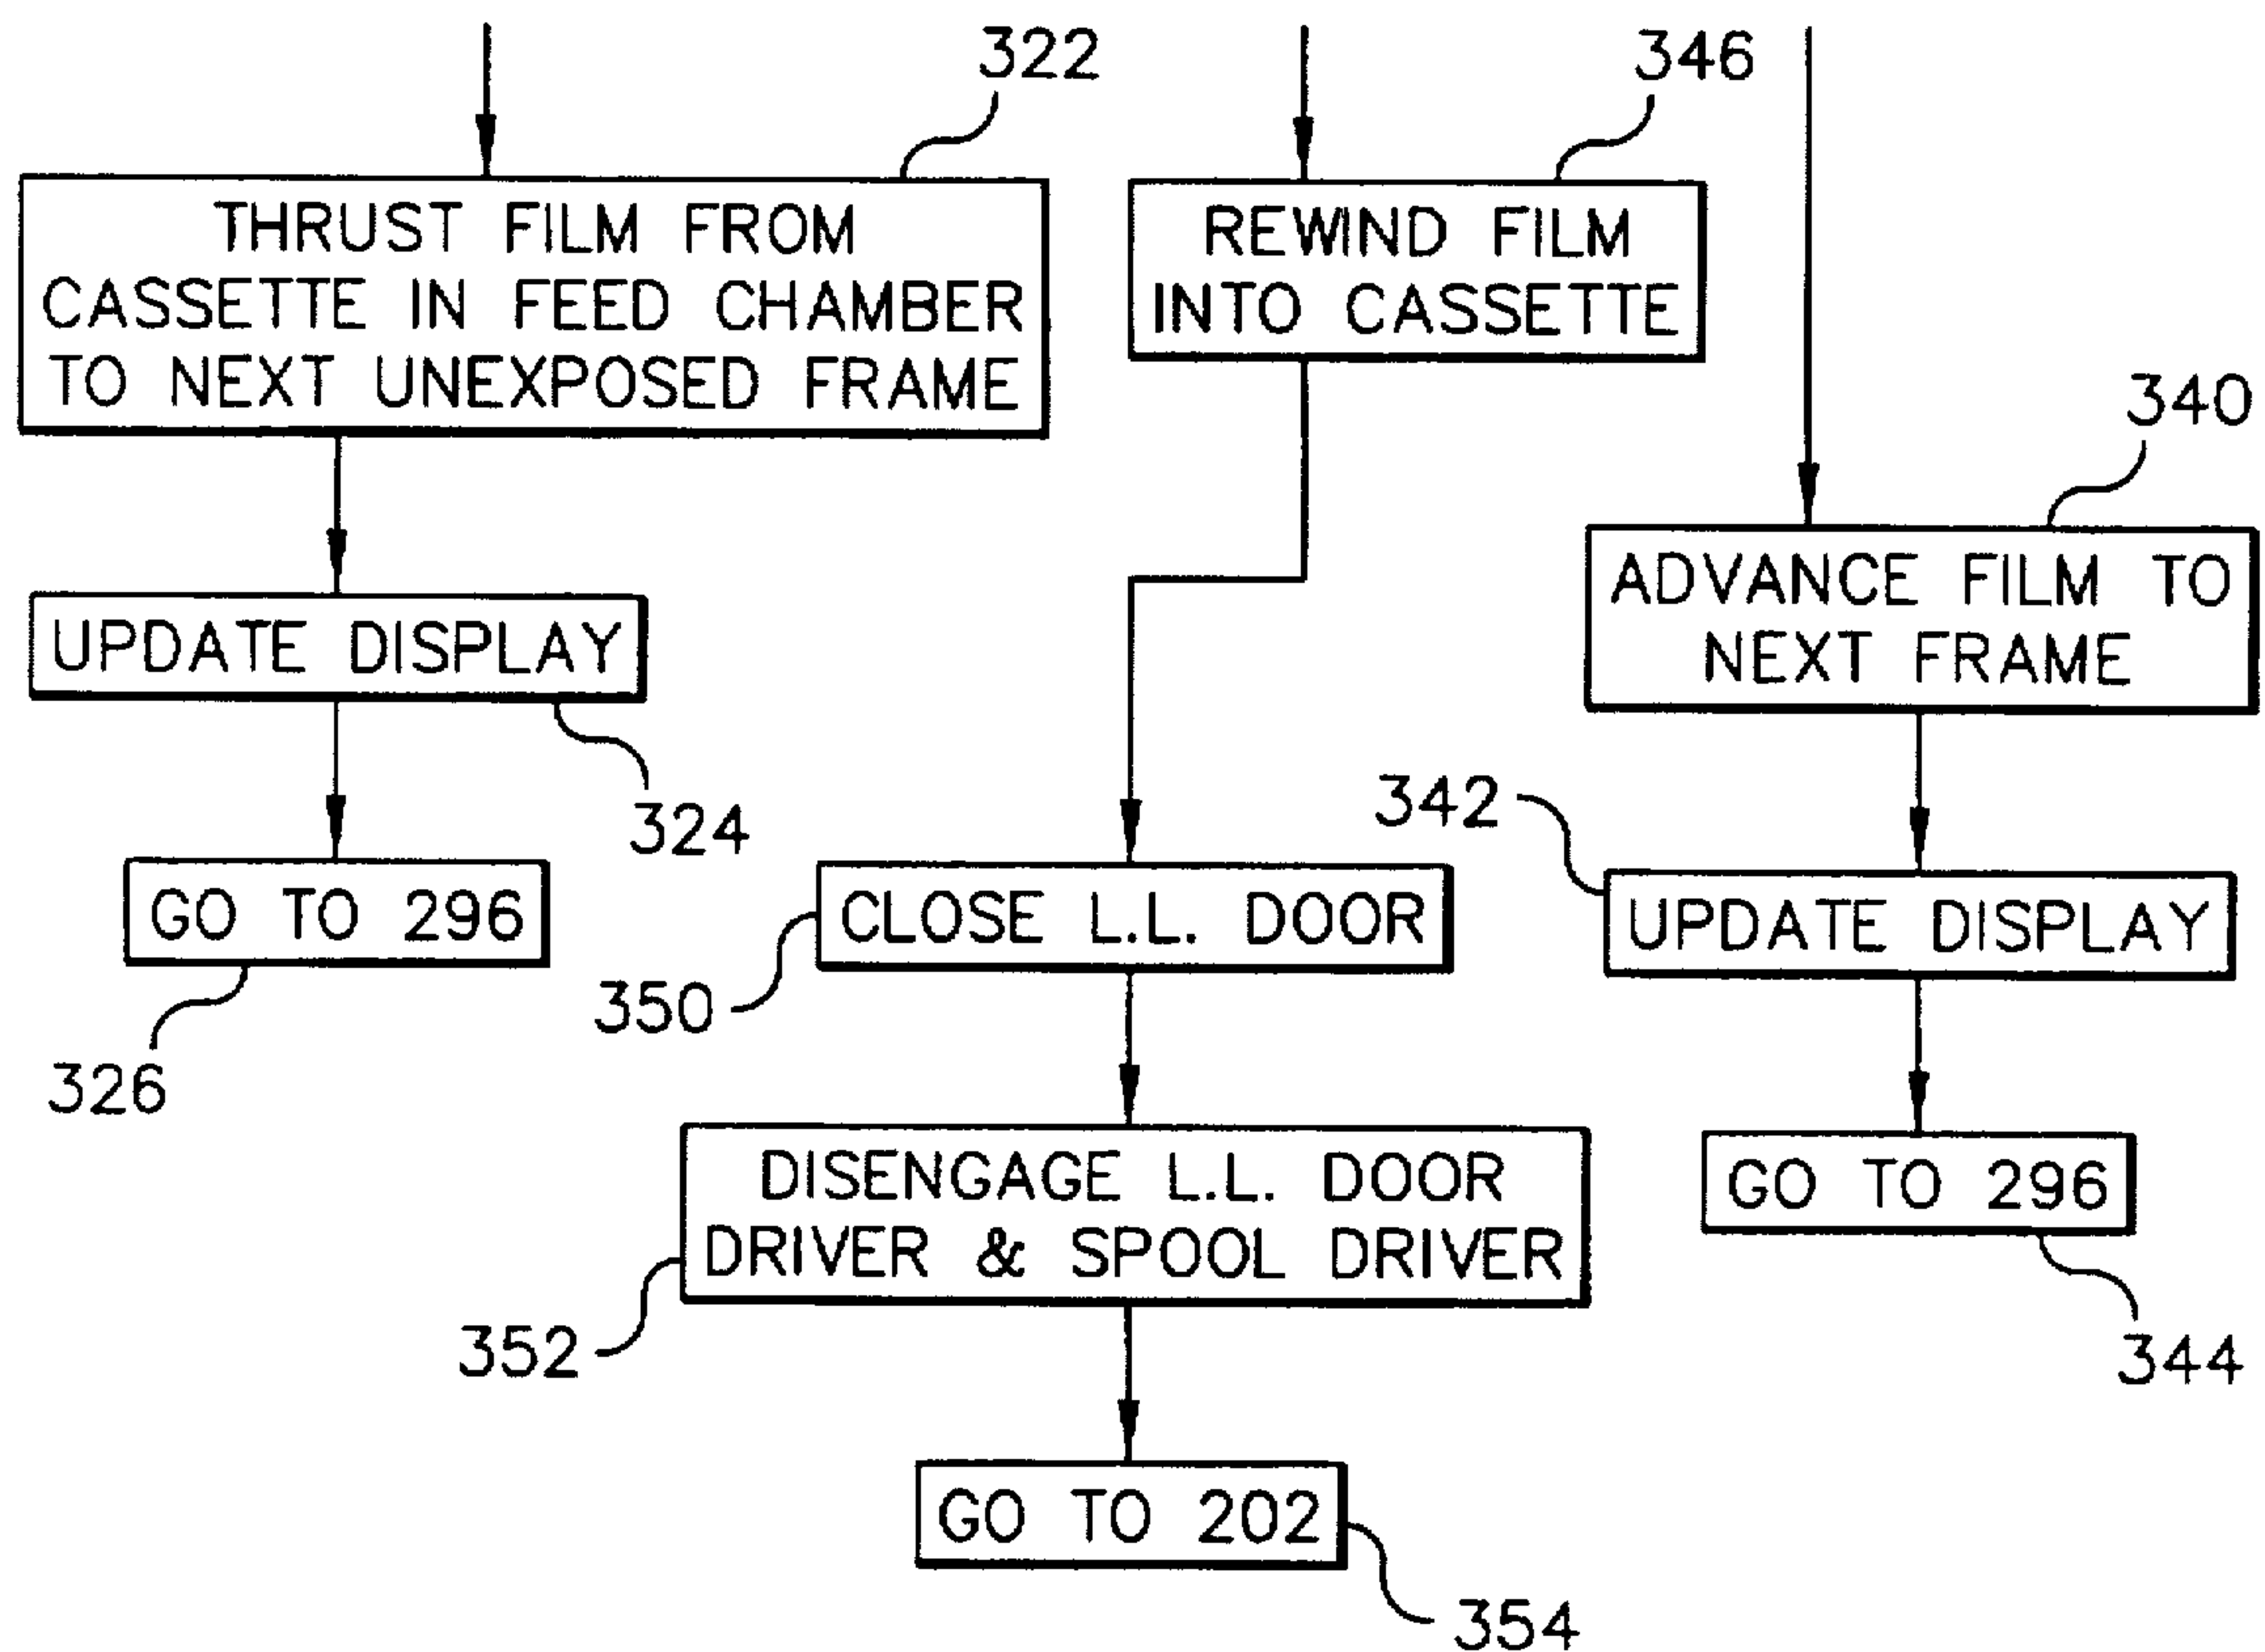 322
THRUST FILM FROM
CASSETTE IN FEED CHAMBER
TO NEXT UNEXPOSED FRAME
UPDATE DISPLAY
324
GO TO 296
326
346
REWIND FILM
INTO CASSETTE
350
CLOSE L.L. DOOR
352
DISENGAGE L.L. DOOR
DRIVER & SPOOL DRIVER
GO TO 202
354
340
ADVANCE FILM TO
NEXT FRAME
342
UPDATE DISPLAY
GO TO 296
344